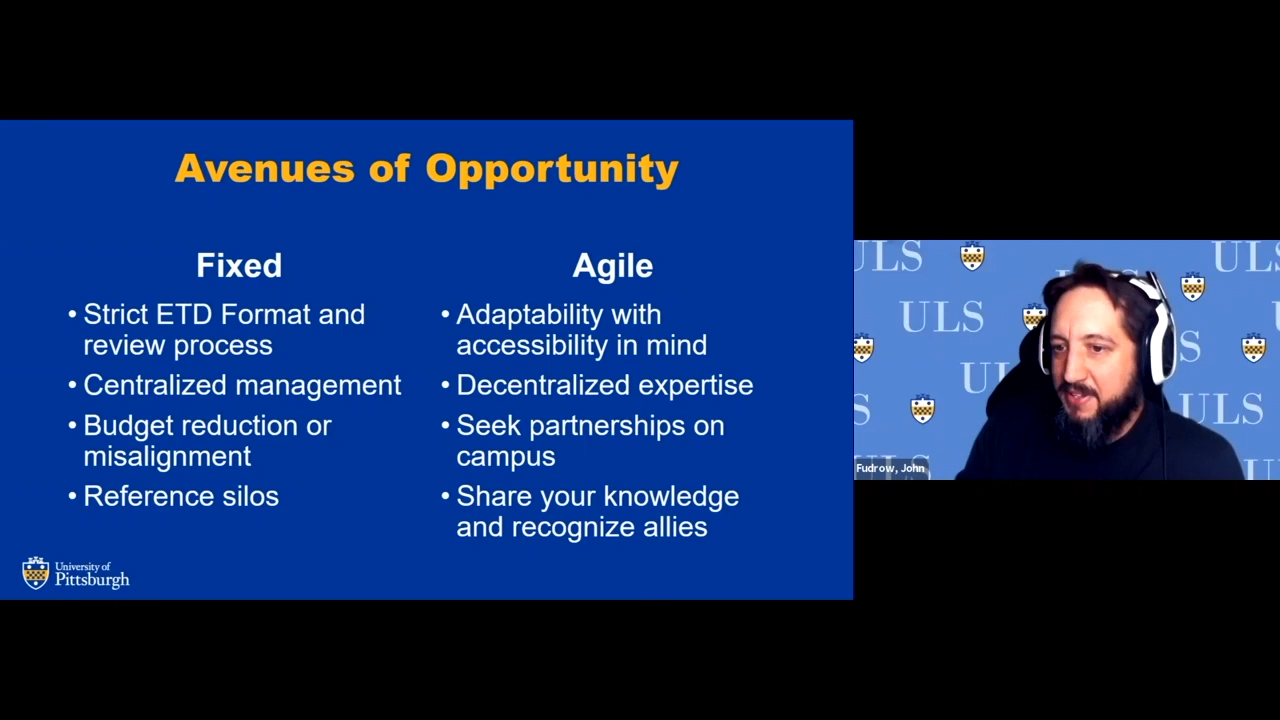 Avenues of Opportunity
Fixed
• Strict ETD Format and
review process
• Centralized management
• Budget reduction or
misalignment
• Reference silos
Agile
• Adaptability with
accessibility in mind
• Decentralized expertise
• Seek partnerships on
campus
• Share your knowledge
and recognize allies
University of
Pittsburgh
ULS
ULS
ULS
ULS
ULS
Fudrow, John